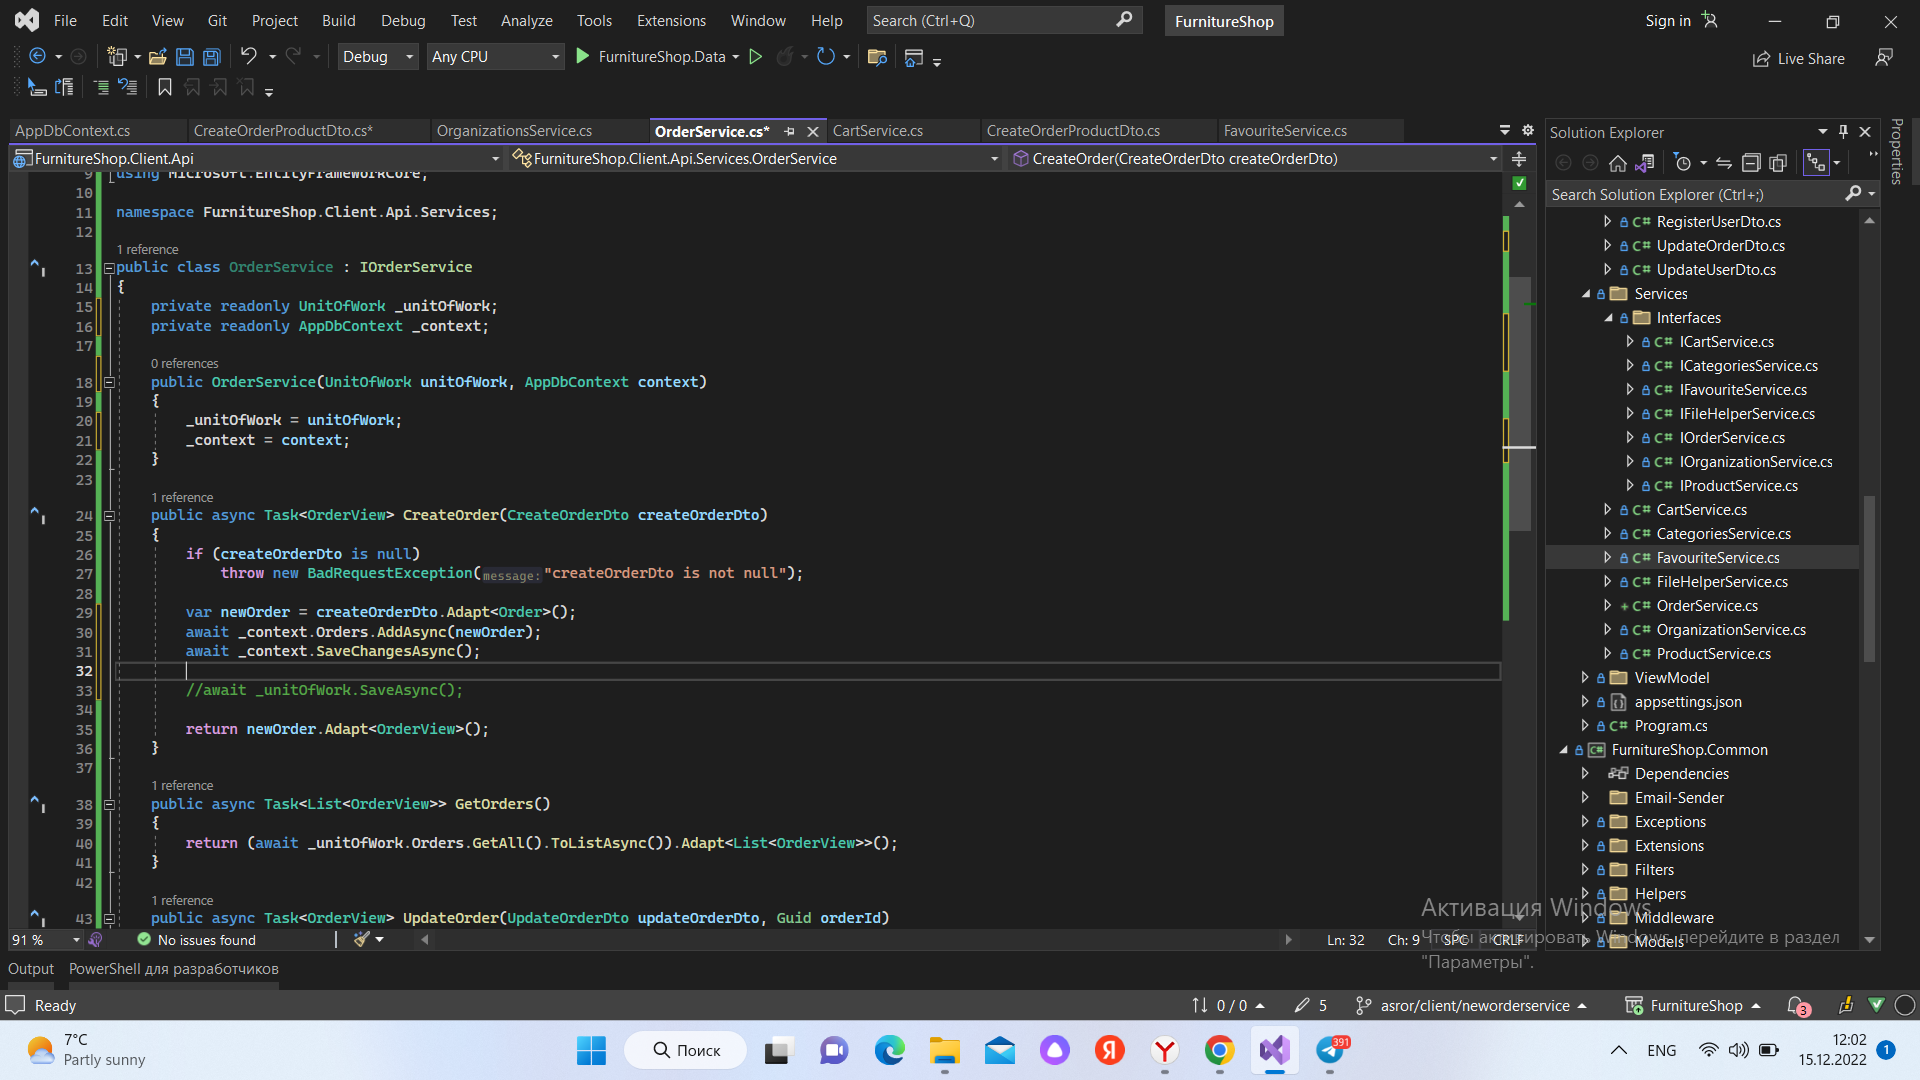 File Edit View Git Project Build Debug Test Analyze Tools Extensions Window Help Search (Ctrl+Q) FurnitureShop Sign in
Debug Any CPU FurnitureShop.Data Live Share
AppDbContext.cs CreateOrderProductDto.cs* OrganizationsService.cs OrderService.cs* CartService.cs CreateOrderProductDto.cs FavouriteService.cs
FurnitureShop.Client.Api FurnitureShop.Client.Api.Services.OrderService CreateOrder(CreateOrderDto createOrderDto)
9 using Microsoft.EntityFrameworkCore;
10
11 namespace FurnitureShop.Client.Api.Services;
12
1 reference
13 public class OrderService : IOrderService
14 {
15 private readonly UnitOfWork _unitOfWork;
16 private readonly AppDbContext _context;
17
0 references
18 public OrderService(UnitOfWork unitOfWork, AppDbContext context)
19 {
20 _unitOfWork = unitOfWork;
21 _context = context;
22 }
23
1 reference
24 public async Task<OrderView> CreateOrder(CreateOrderDto createOrderDto)
25 {
26 if (createOrderDto is null)
27 throw new BadRequestException(message:"createOrderDto is not null");
28
29 var newOrder = createOrderDto.Adapt<Order>();
30 await _context.Orders.AddAsync(newOrder);
31 await _context.SaveChangesAsync();
32
33 //await _unitOfWork.SaveAsync();
34
35 return newOrder.Adapt<OrderView>();
36 }
37
1 reference
38 public async Task<List<OrderView>> GetOrders()
39 {
40 return (await _unitOfWork.Orders.GetAll().ToListAsync()).Adapt<List<OrderView>>();
41 }
42
1 reference
43 public async Task<OrderView> UpdateOrder(UpdateOrderDto updateOrderDto, Guid orderId)
91 % No issues found Ln: 32 Ch: 9 SPC CRLF
Solution Explorer
Search Solution Explorer (Ctrl+;)
C# RegisterUserDto.cs
C# UpdateOrderDto.cs
C# UpdateUserDto.cs
Services
Interfaces
C# ICartService.cs
C# ICategoriesService.cs
C# IFavouriteService.cs
C# IFileHelperService.cs
C# IOrderService.cs
C# IOrganizationService.cs
C# IProductService.cs
C# CartService.cs
C# CategoriesService.cs
C# FavouriteService.cs
C# FileHelperService.cs
C# OrderService.cs
C# OrganizationService.cs
C# ProductService.cs
ViewModel
appsettings.json
C# Program.cs
C# FurnitureShop.Common
Dependencies
Email-Sender
Exceptions
Extensions
Filters
Helpers
Middleware
Models
Properties
Активация Windows
Чтобы активировать Windows, перейдите в раздел
"Параметры".
Output PowerShell для разработчиков
Ready 0 / 0 5 asror/client/neworderservice FurnitureShop 3
7°C
Partly sunny
Поиск
Я
Y
391
ENG
12:02
15.12.2022
1